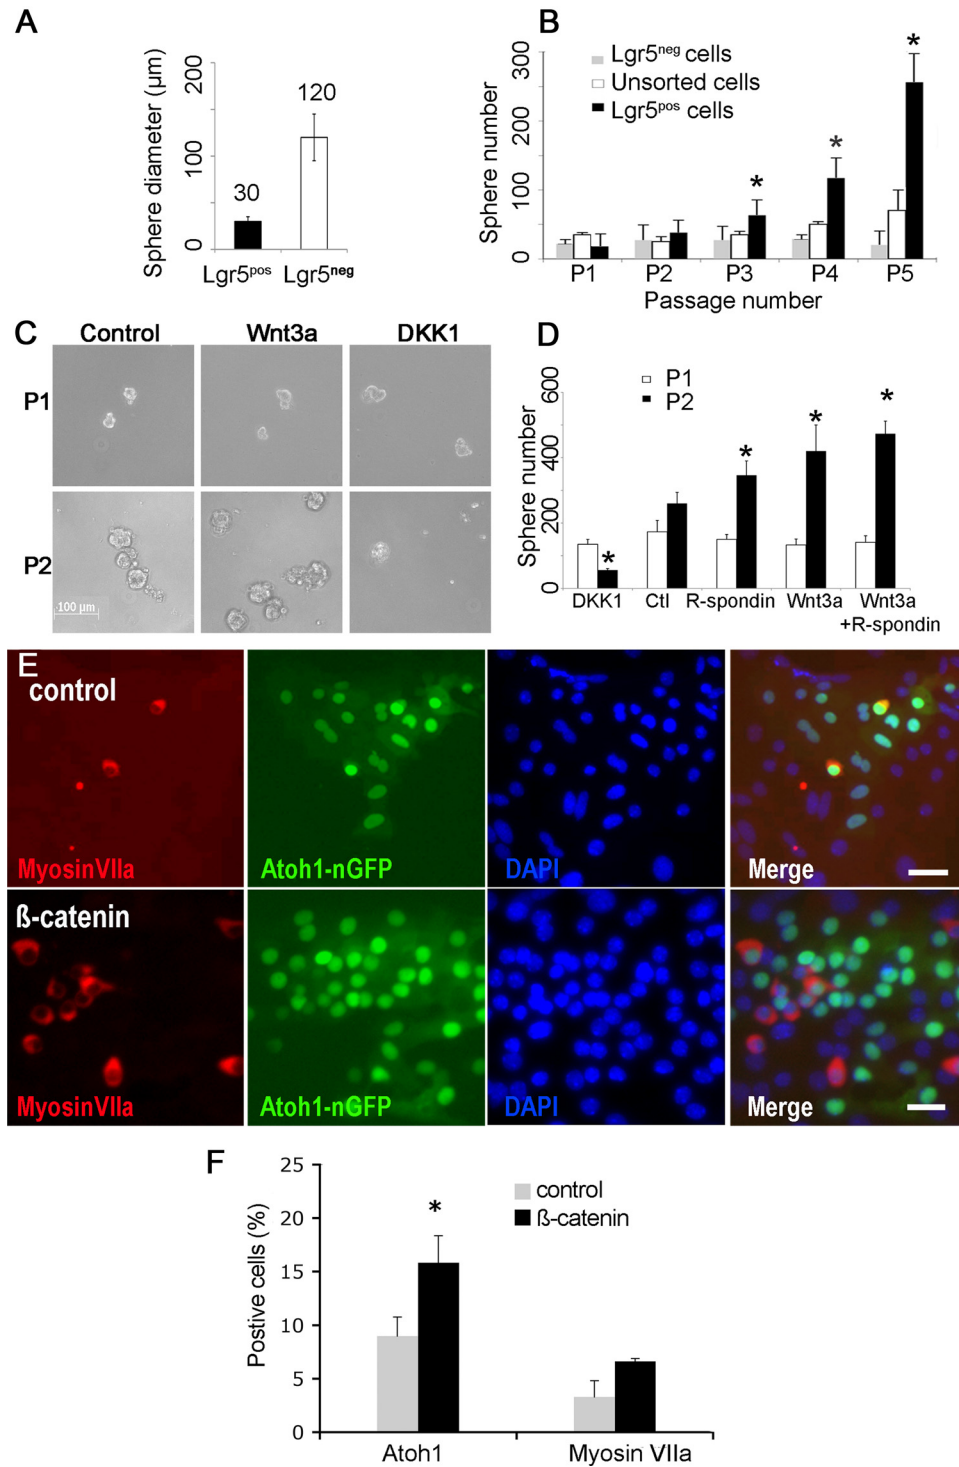 A
Sphere diameter (µm)
200
100
0
30
120
Lgr5pos
Lgr5neg
B
Sphere number
300
200
100
0
Lgr5neg cells
Unsorted cells
Lgr5pos cells
*
*
*
P1 P2 P3 P4 P5
Passage number
C
Control Wnt3a DKK1
P1
P2
100 µm
D
Sphere number
600
400
200
0
P1
P2
*
*
*
*
DKK1 Ctl R-spondin Wnt3a Wnt3a
+R-spondin
E
control
MyosinVIIa
Atoh1-nGFP
DAPI
Merge
ß-catenin
MyosinVIIa
Atoh1-nGFP
DAPI
Merge
F
Postive cells (%)
25
20
15
10
5
0
control
ß-catenin
*
Atoh1
Myosin VIIa